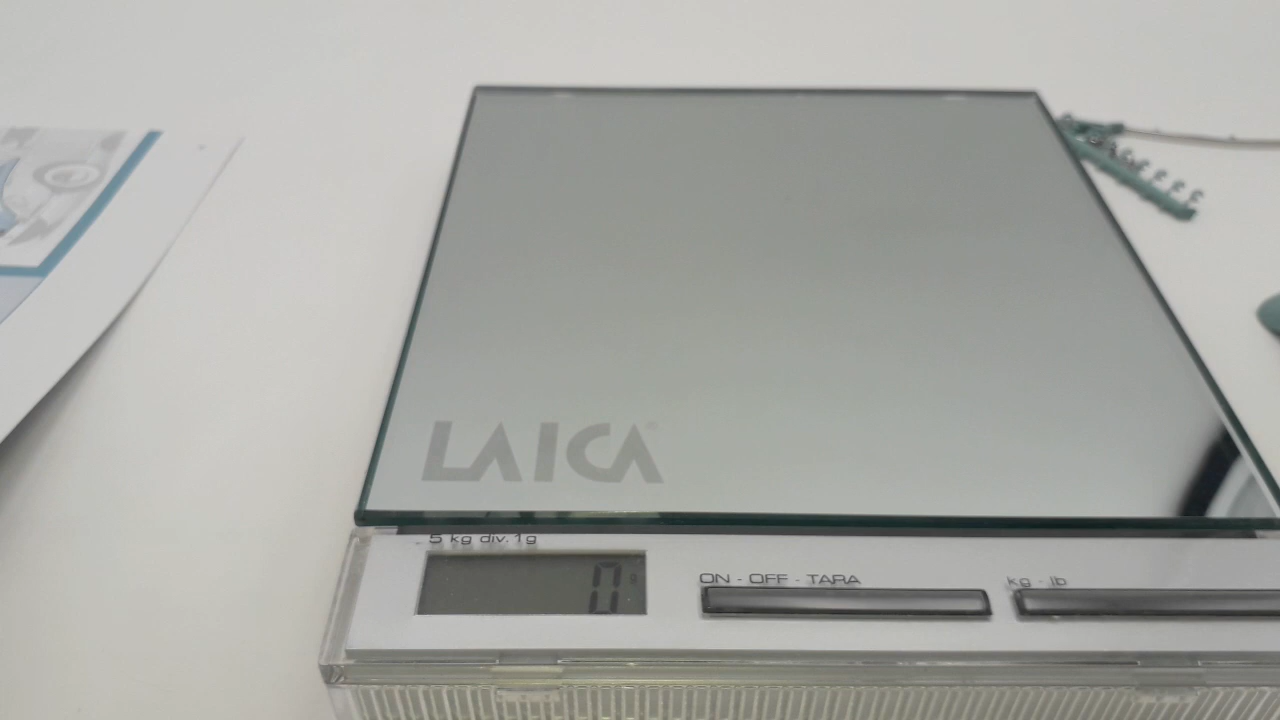 LAICA
5 kg div. 1g
0 g
ON - OFF - TARA
kg - lb